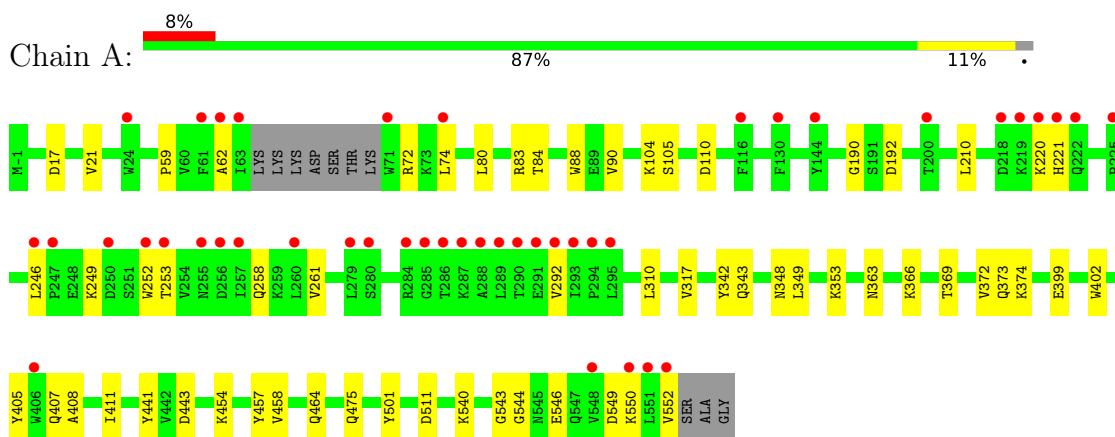 8%
Chain A:
87% 11% •
M-1 D17 V21 W24 P59 V60 F61 A62 I63 LYS LYS LYS ASP SER THR LYS W71 R72 K73 L74 L80 R83 T84 W88 E89 V90 K104 S105 D110 F116 F130 Y144 G190 S191 D192 T200 L210 D218 K219 K220 H221 Q222
L246 P247 E248 K249 D250 S251 W252 T253 V254 N255 D256 I257 Q258 K259 L260 V261 L279 S280 R284 G285 T286 K287 A288 L289 T290 E291 V292 I293 P294 L295 L310 V317 Y342 Q343 N348 L349 K353 N363 K366 T369 V372 Q373 K374 E399 W402
Y405 W406 Q407 A408 I411 Y441 V442 D443 K454 Y457 V458 Q464 Q475 Y501 D511 K540 G543 G544 N545 E546 Q547 V548 D549 K550 L551 V552 SER ALA GLY